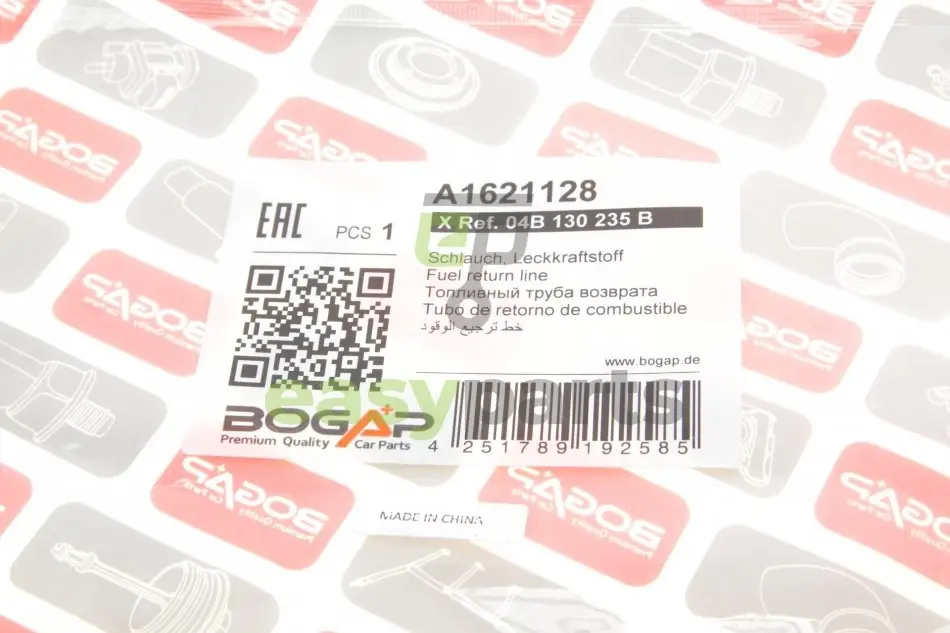 A1621128
X Ref. 04B 130 235 B
EAC
PCS 1
Schlauch, Leckkraftstoff
Fuel return line
Топливный труба возврата
Tubo de retorno de combustible
خط ترجيع الوقود
www.bogap.de
easyparts
BOGAP
Premium Quality Car Parts
4 251789 192585
MADE IN CHINA